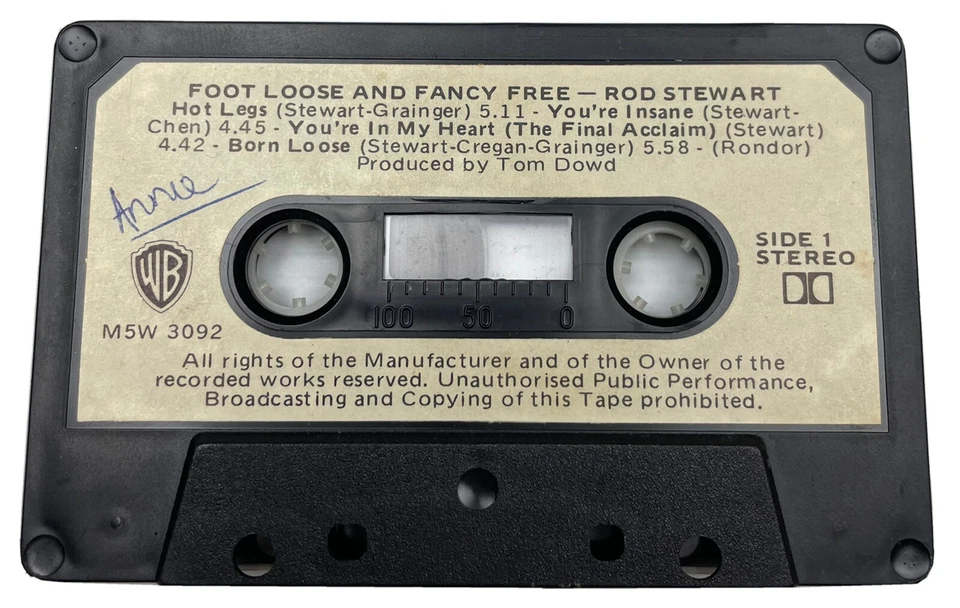 FOOT LOOSE AND FANCY FREE — ROD STEWART
Hot Legs (Stewart-Grainger) 5.11 - You're Insane (Stewart-
Chen) 4.45 - You're In My Heart (The Final Acclaim) (Stewart)
4.42 - Born Loose (Stewart-Cregan-Grainger) 5.58 - (Rondor)
Produced by Tom Dowd
Annie
WB
M5W 3092
SIDE 1
STEREO
100 50 0
All rights of the Manufacturer and of the Owner of the
recorded works reserved. Unauthorised Public Performance,
Broadcasting and Copying of this Tape prohibited.